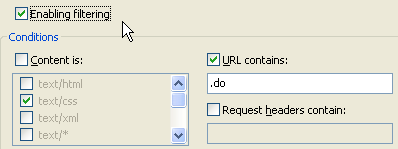 Enabling filtering
Conditions
Content is:
URL contains:
text/html
.do
text/css
Request headers contain:
text/xml
text/*